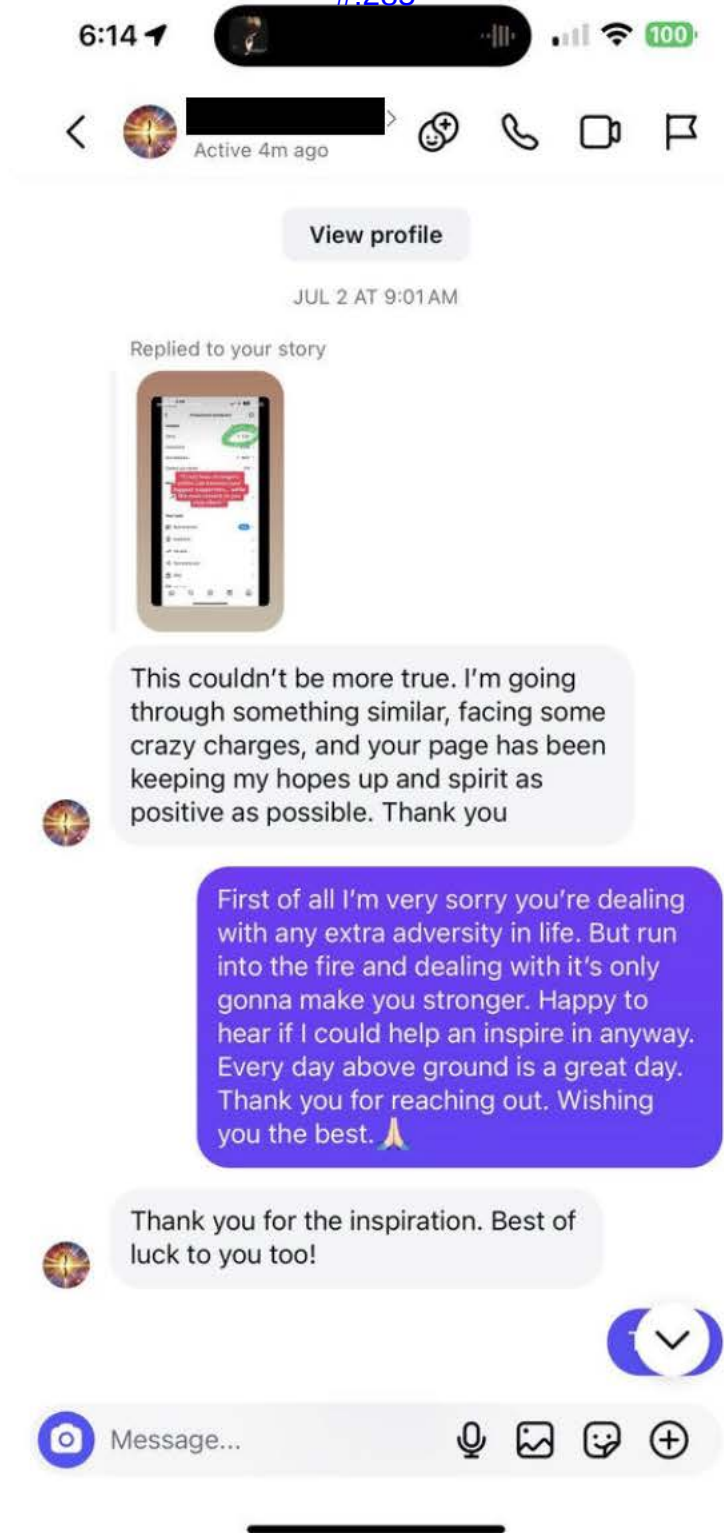 6:14
100
Active 4m ago
View profile
JUL 2 AT 9:01 AM
Replied to your story
This couldn't be more true. I'm going
through something similar, facing some
crazy charges, and your page has been
keeping my hopes up and spirit as
positive as possible. Thank you
First of all I'm very sorry you're dealing
with any extra adversity in life. But run
into the fire and dealing with it's only
gonna make you stronger. Happy to
hear if I could help an inspire in anyway.
Every day above ground is a great day.
Thank you for reaching out. Wishing
you the best. 🙏🏻
Thank you for the inspiration. Best of
luck to you too!
Message...